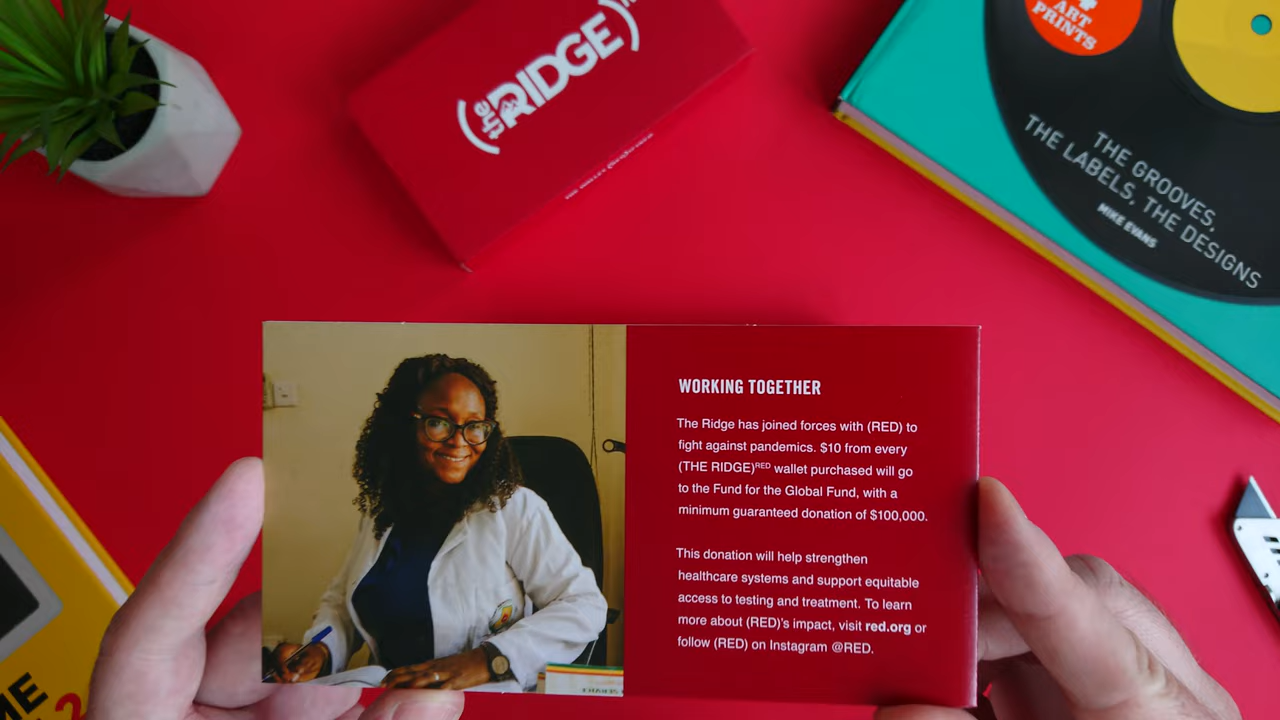 (the RIDGE)
ART
PRINTS
THE GROOVES,
THE LABELS, THE DESIGNS
MIKE EVANS
WORKING TOGETHER
The Ridge has joined forces with (RED) to
fight against pandemics. $10 from every
(THE RIDGE)RED wallet purchased will go
to the Fund for the Global Fund, with a
minimum guaranteed donation of $100,000.
This donation will help strengthen
healthcare systems and support equitable
access to testing and treatment. To learn
more about (RED)'s impact, visit red.org or
follow (RED) on Instagram @RED.